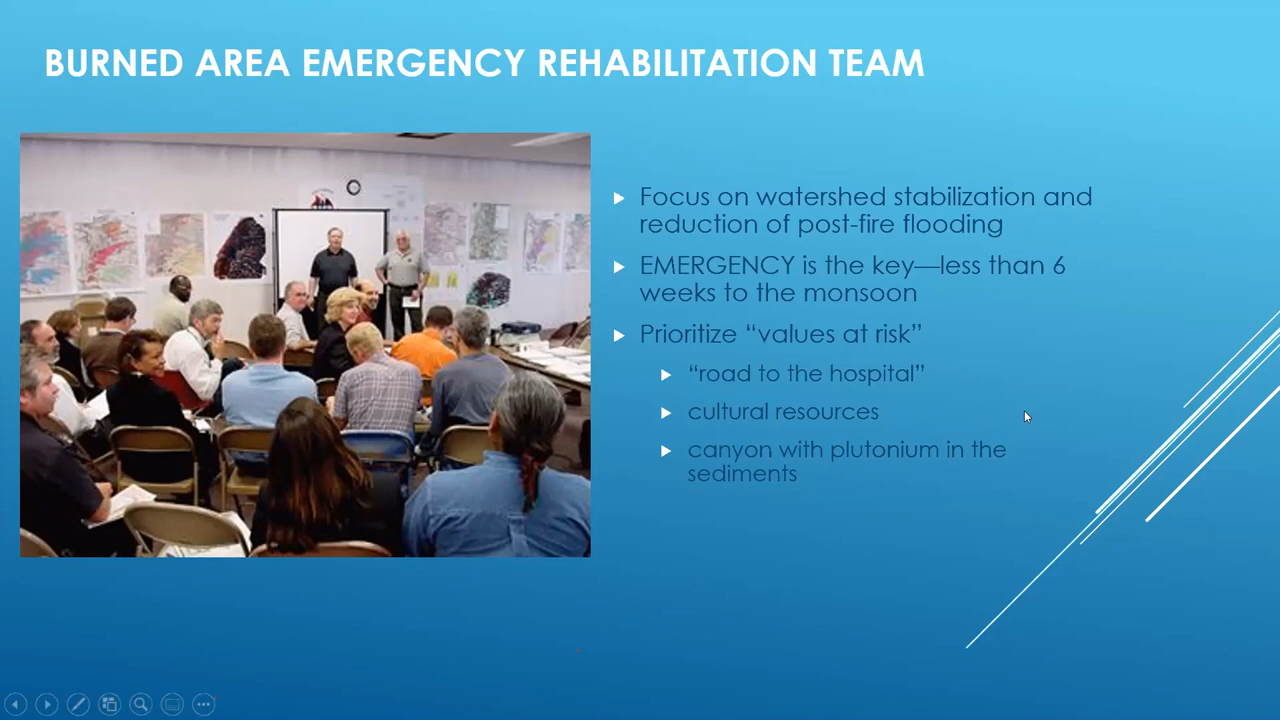 BURNED AREA EMERGENCY REHABILITATION TEAM
Focus on watershed stabilization and
reduction of post-fire flooding
EMERGENCY is the key—less than 6
weeks to the monsoon
Prioritize “values at risk”
“road to the hospital”
cultural resources
canyon with plutonium in the
sediments